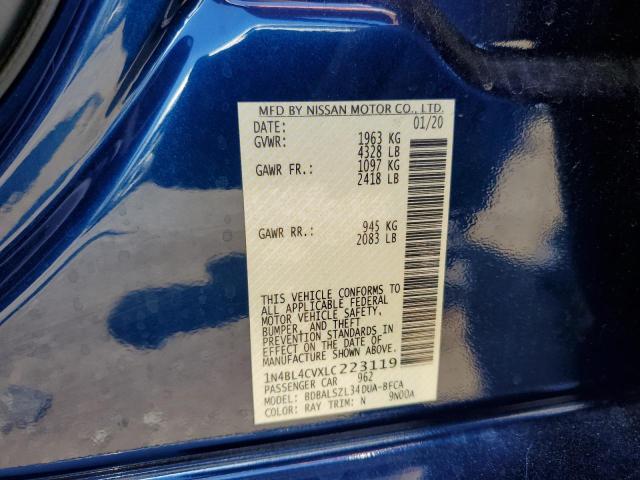 MFD BY NISSAN MOTOR CO., LTD.
DATE: 01/20
GVWR: 1963 KG
4328 LB
GAWR FR.: 1097 KG
2418 LB
GAWR RR.: 945 KG
2083 LB
THIS VEHICLE CONFORMS TO
ALL APPLICABLE FEDERAL
MOTOR VEHICLE SAFETY,
BUMPER, AND THEFT
PREVENTION STANDARDS IN
EFFECT ON THE DATE OF
MANUFACTURE SHOWN ABOVE.
1N4BL4CVXLC223119
PASSENGER CAR 962
MODEL: BDBALSZL34DUA-BFCA
COLOR: RAY TRIM: N 9N00A